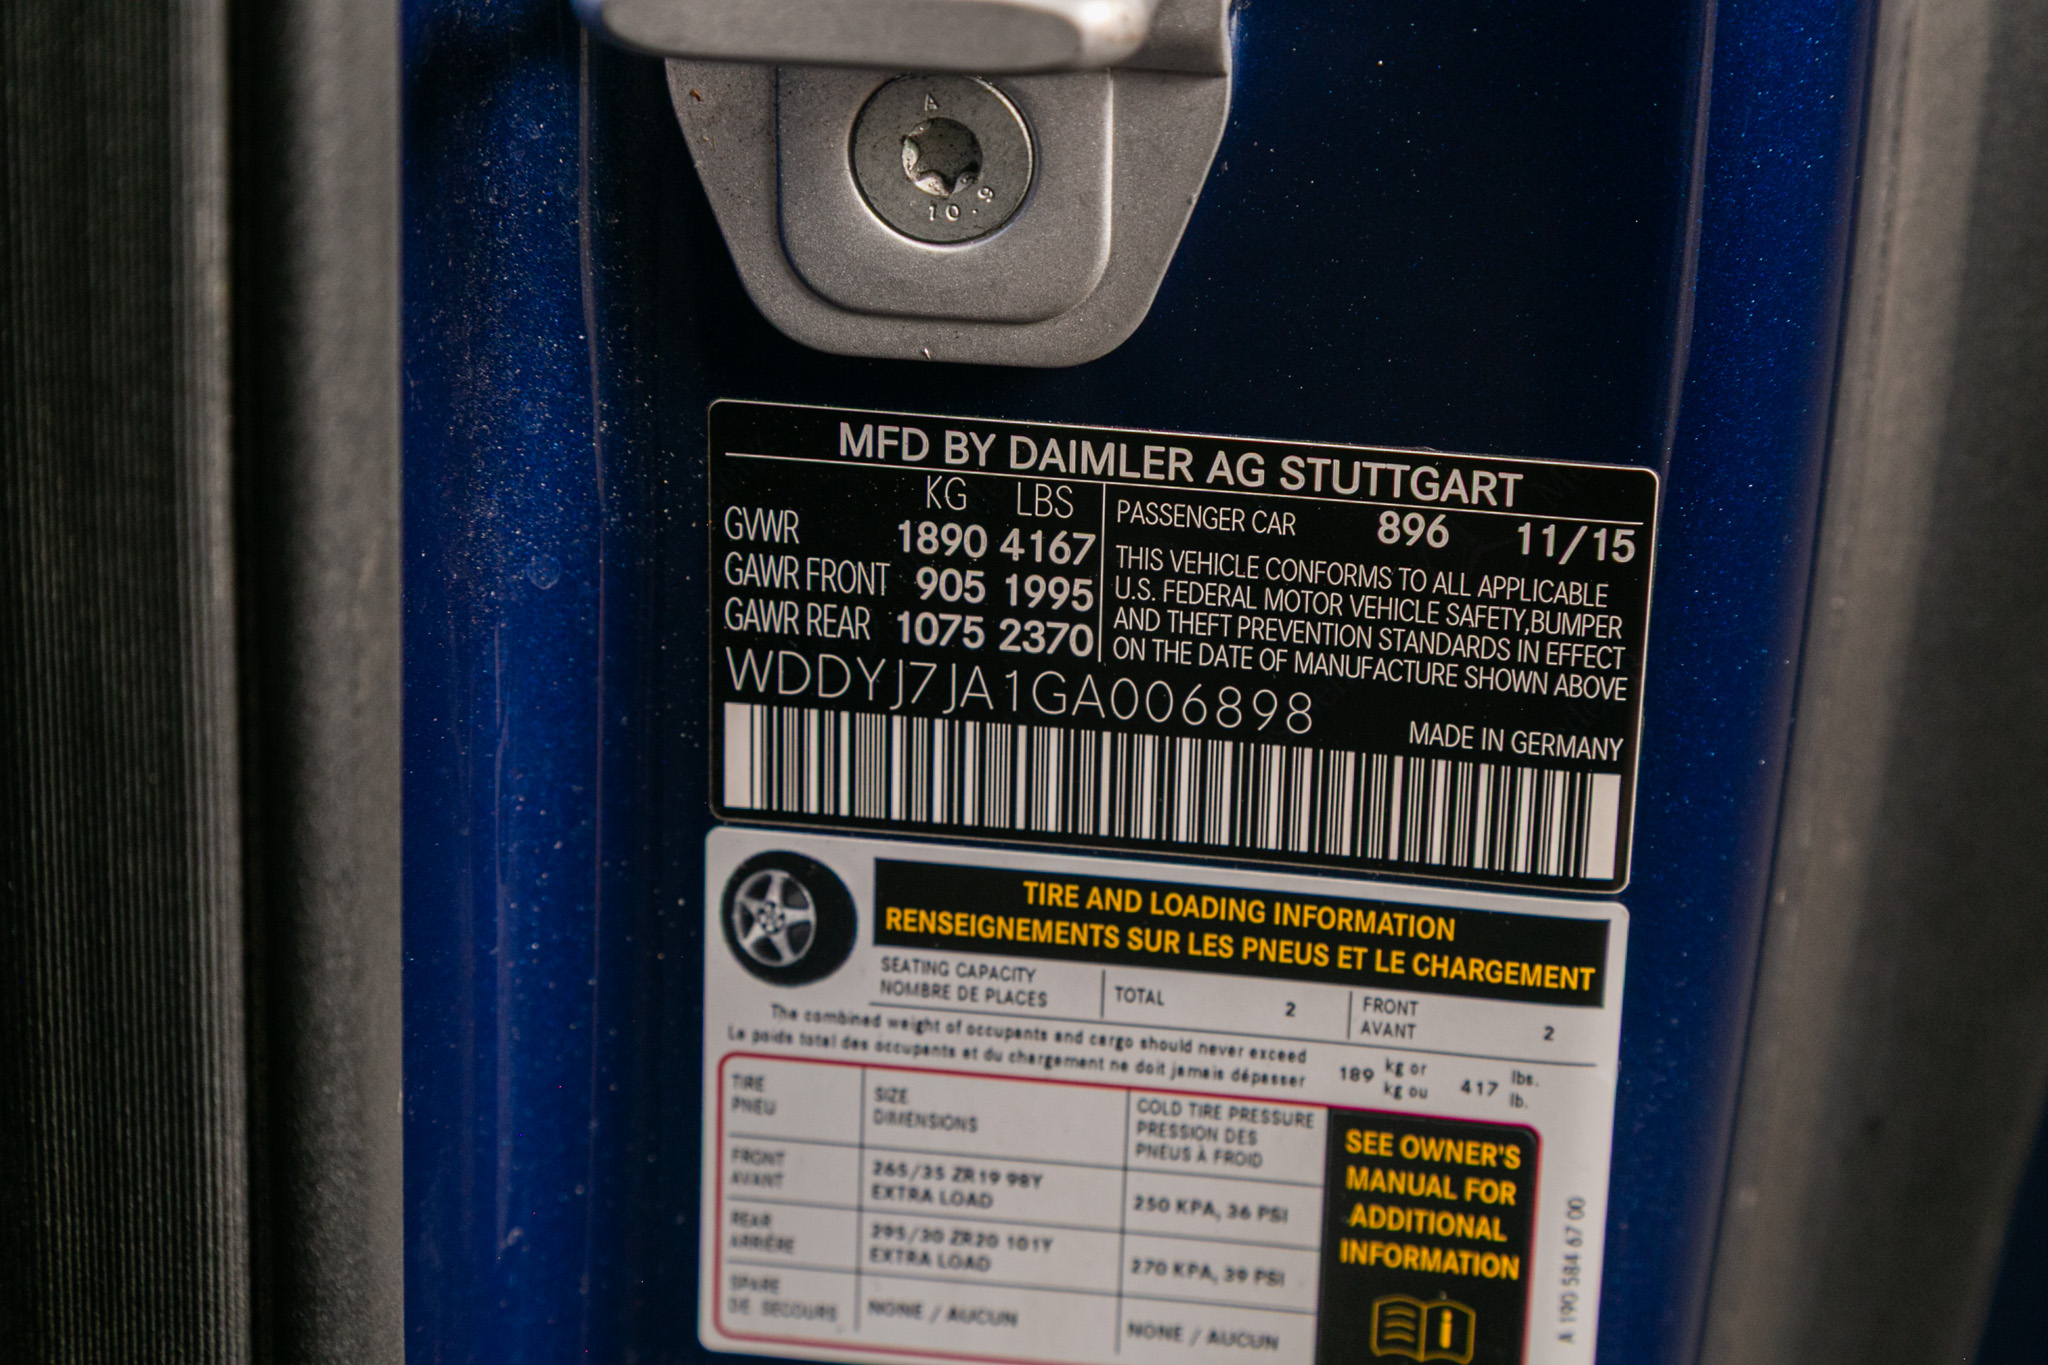 A
10.9
MFD BY DAIMLER AG STUTTGART
KG LBS
GVWR 1890 4167
GAWR FRONT 905 1995
GAWR REAR 1075 2370
PASSENGER CAR 896 11/15
THIS VEHICLE CONFORMS TO ALL APPLICABLE
U.S. FEDERAL MOTOR VEHICLE SAFETY,BUMPER
AND THEFT PREVENTION STANDARDS IN EFFECT
ON THE DATE OF MANUFACTURE SHOWN ABOVE
WDDYJ7JA1GA006898
MADE IN GERMANY
TIRE AND LOADING INFORMATION
RENSEIGNEMENTS SUR LES PNEUS ET LE CHARGEMENT
SEATING CAPACITY
NOMBRE DE PLACES
TOTAL 2
FRONT
AVANT
2
The combined weight of occupants and cargo should never exceed
Le poids total des occupants et du chargement ne doit jamais dépasser
189 kg or 417 lbs.
kg ou lb.
TIRE
PNEU
SIZE
DIMENSIONS
COLD TIRE PRESSURE
PRESSION DES
PNEUS À FROID
FRONT
AVANT
265/35 ZR19 98Y
EXTRA LOAD
250 KPA, 36 PSI
REAR
ARRIÈRE
295/30 ZR20 101Y
EXTRA LOAD
270 KPA, 39 PSI
SPARE
DE SECOURS
NONE / AUCUN
NONE / AUCUN
SEE OWNER'S
MANUAL FOR
ADDITIONAL
INFORMATION
i
A 190 584 67 00